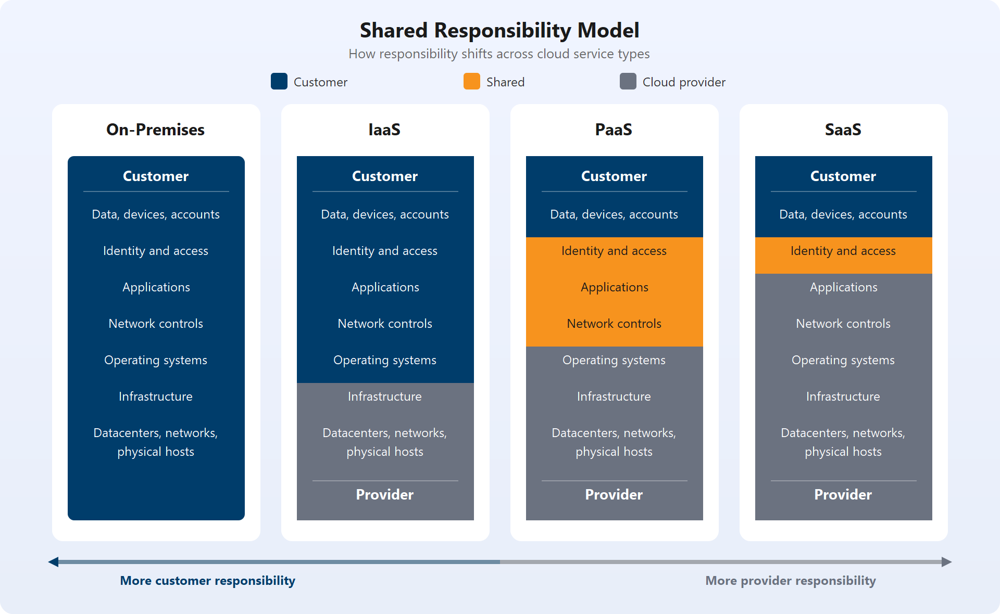 Shared Responsibility Model
How responsibility shifts across cloud service types
Customer
Shared
Cloud provider
On-Premises
Customer
Data, devices, accounts
Identity and access
Applications
Network controls
Operating systems
Infrastructure
Datacenters, networks,
physical hosts
IaaS
Customer
Data, devices, accounts
Identity and access
Applications
Network controls
Operating systems
Infrastructure
Datacenters, networks,
physical hosts
Provider
PaaS
Customer
Data, devices, accounts
Identity and access
Applications
Network controls
Operating systems
Infrastructure
Datacenters, networks,
physical hosts
Provider
SaaS
Customer
Data, devices, accounts
Identity and access
Applications
Network controls
Operating systems
Infrastructure
Datacenters, networks,
physical hosts
Provider
More customer responsibility
More provider responsibility